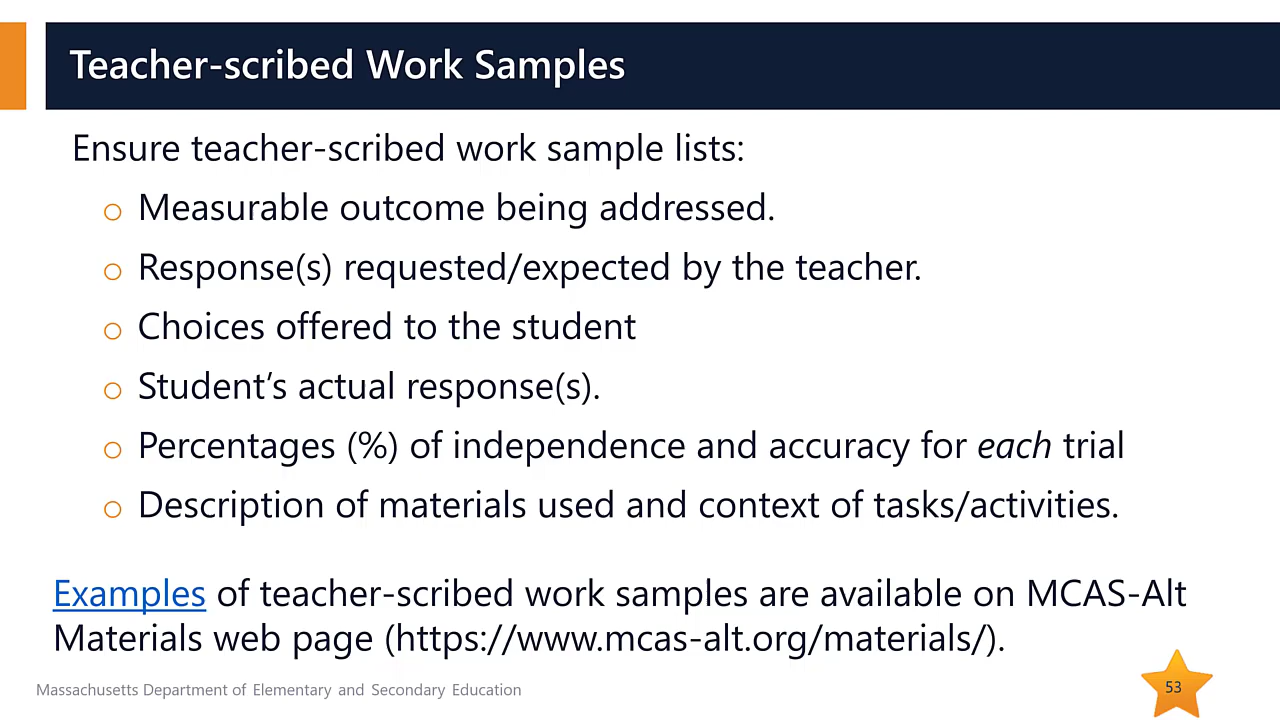 Teacher-scribed Work Samples
Ensure teacher-scribed work sample lists:
o Measurable outcome being addressed.
o Response(s) requested/expected by the teacher.
o Choices offered to the student
o Student’s actual response(s).
o Percentages (%) of independence and accuracy for each trial
o Description of materials used and context of tasks/activities.
Examples of teacher-scribed work samples are available on MCAS-Alt
Materials web page (https://www.mcas-alt.org/materials/).
Massachusetts Department of Elementary and Secondary Education
53